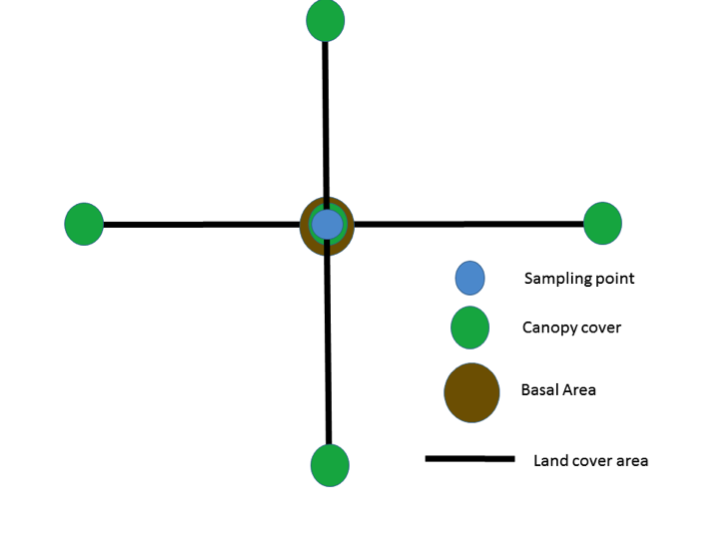 Sampling point
Canopy cover
Basal Area
Land cover area